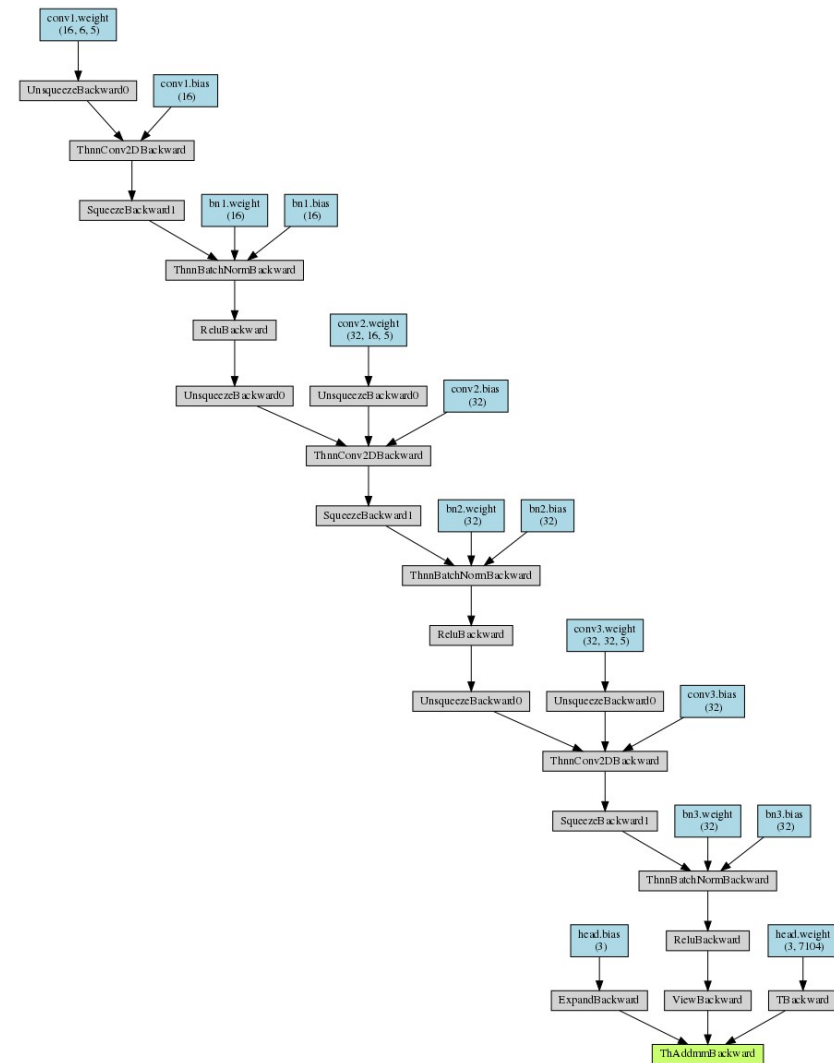 conv1.weight
(16, 6, 5)
UnsqueezeBackward0
conv1.bias
(16)
ThnnConv2DBackward
SqueezeBackward1
bn1.weight
(16)
bn1.bias
(16)
ThnnBatchNormBackward
ReluBackward
conv2.weight
(32, 16, 5)
UnsqueezeBackward0
UnsqueezeBackward0
conv2.bias
(32)
ThnnConv2DBackward
SqueezeBackward1
bn2.weight
(32)
bn2.bias
(32)
ThnnBatchNormBackward
ReluBackward
conv3.weight
(32, 32, 5)
UnsqueezeBackward0
UnsqueezeBackward0
conv3.bias
(32)
ThnnConv2DBackward
SqueezeBackward1
bn3.weight
(32)
bn3.bias
(32)
ThnnBatchNormBackward
head.bias
(3)
ReluBackward
head.weight
(3, 7104)
ExpandBackward
ViewBackward
TBackward
ThAddmmBackward